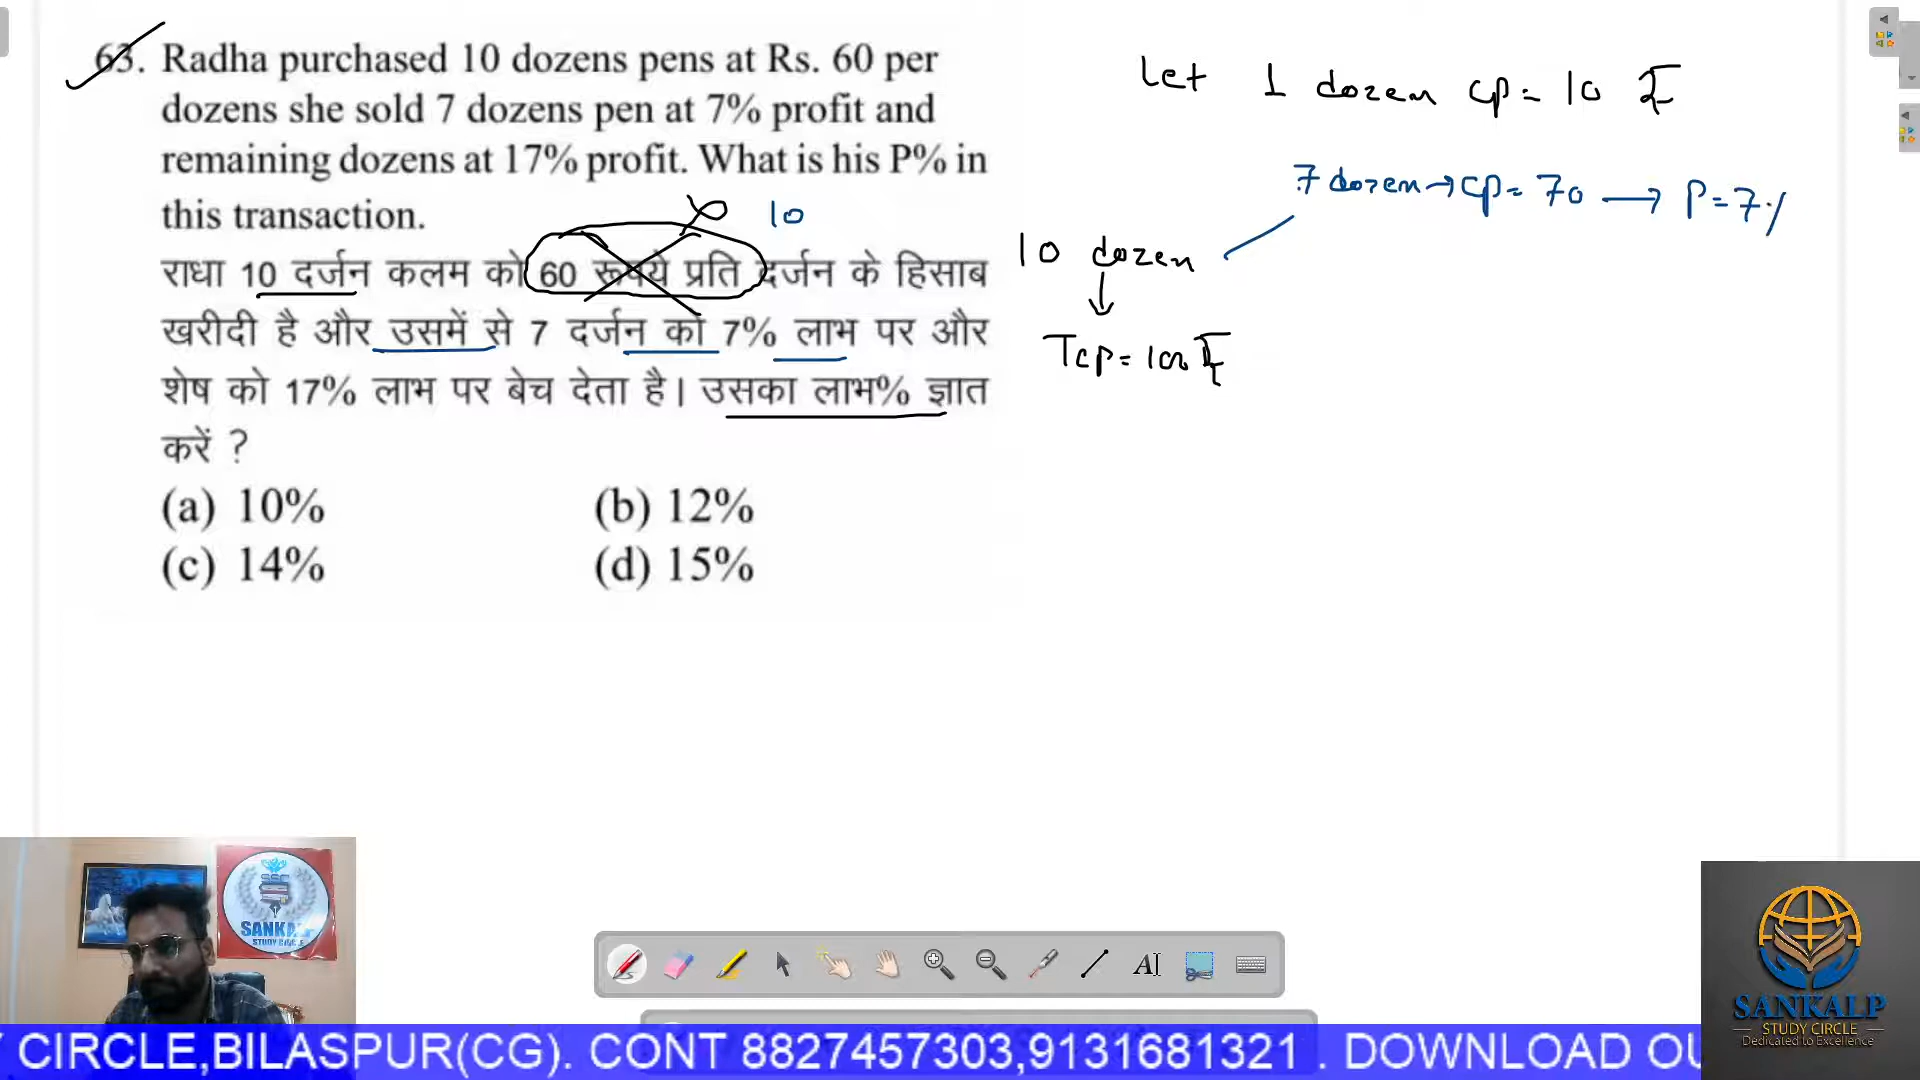 63. Radha purchased 10 dozens pens at Rs. 60 per
dozens she sold 7 dozens pen at 7% profit and
remaining dozens at 17% profit. What is his P% in
this transaction.
10
राधा 10 दर्जन कलम को 60 रूपये प्रति दर्जन के हिसाब
खरीदी है और उसमें से 7 दर्जन को 7% लाभ पर और
शेष को 17% लाभ पर बेच देता है। उसका लाभ% ज्ञात
करें ?
(a) 10% (b) 12%
(c) 14% (d) 15%
Let 1 dozen CP = 10 ₹
7 dozen → CP = 70 → P = 7%
10 dozen
↓
TCP = 100 ₹
SANKALP
STUDY CIRCLE
AI
CIRCLE,BILASPUR(CG). CONT 8827457303,9131681321 . DOWNLOAD OU
SANKALP
STUDY CIRCLE
Dedicated to Excellence